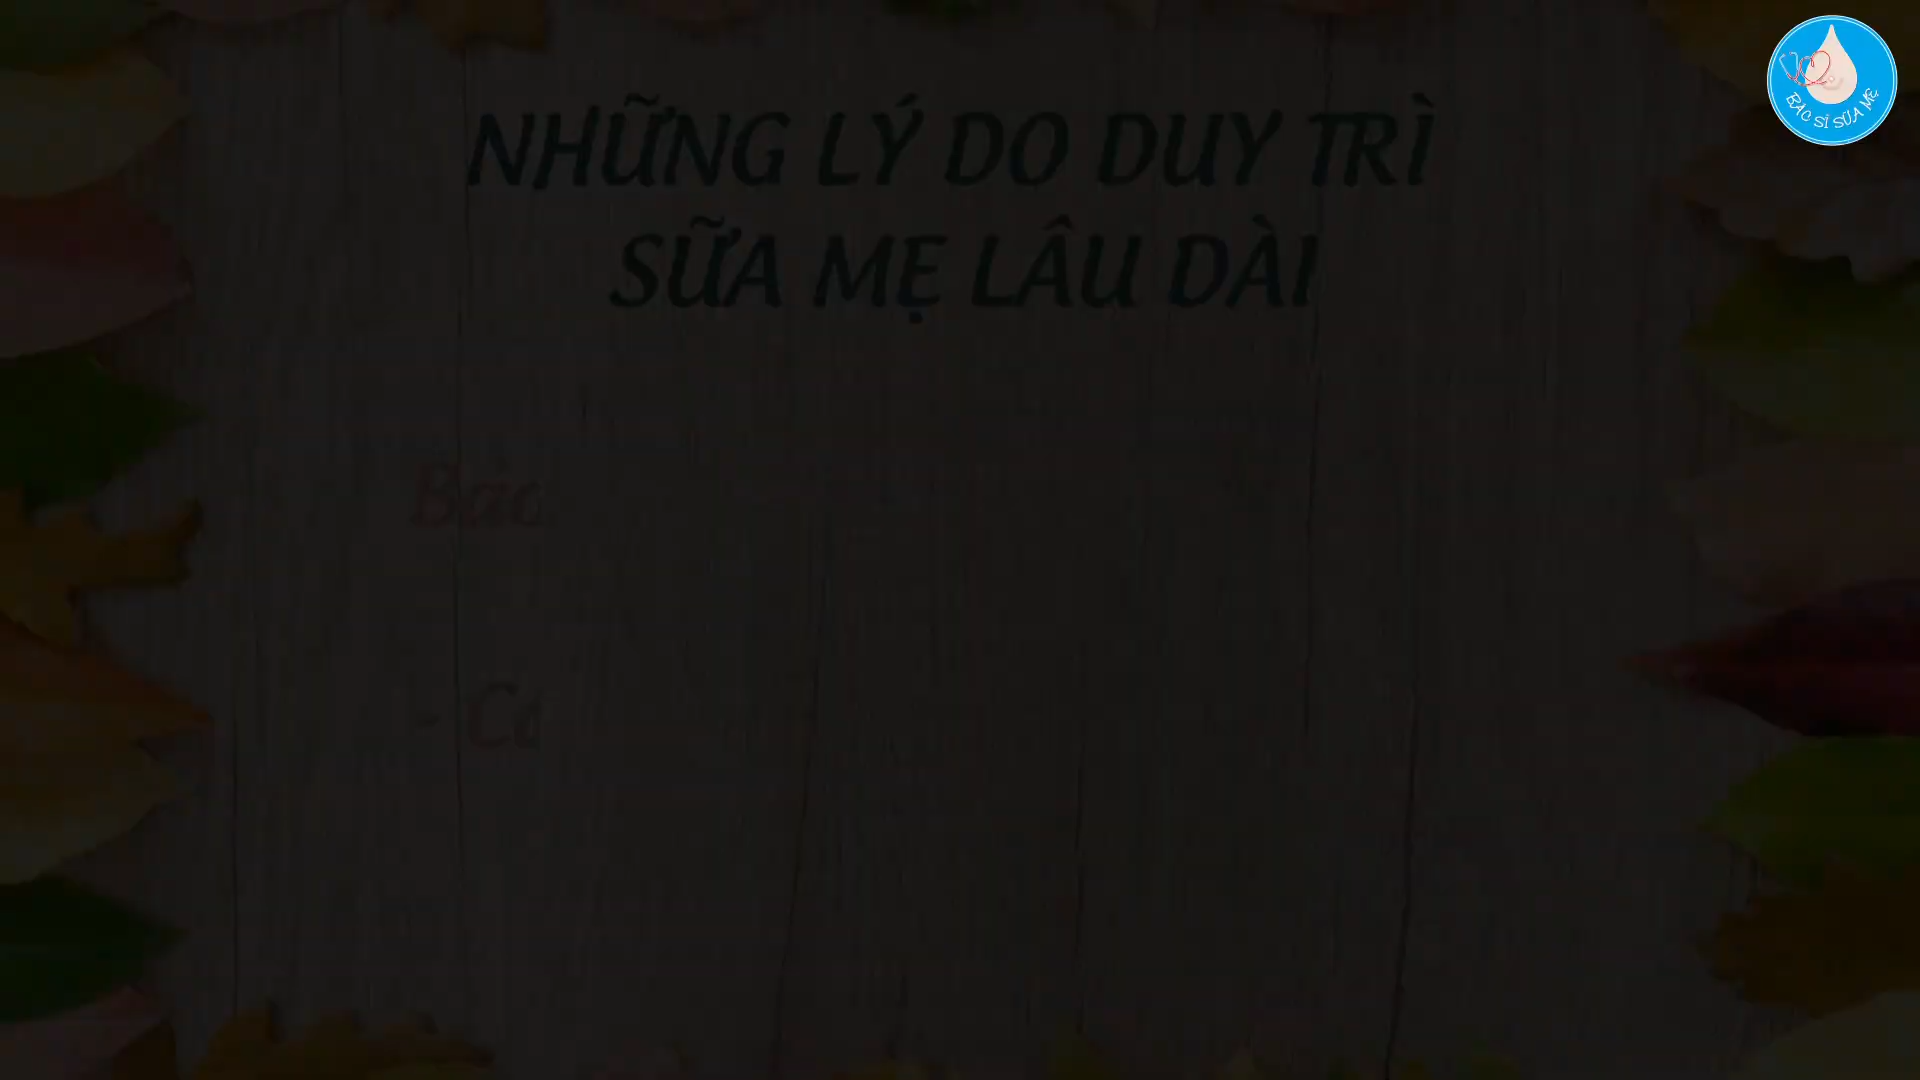 BÁC SĨ SỮA MẸ
NHỮNG LÝ DO DUY TRÌ
SỮA MẸ LÂU DÀI